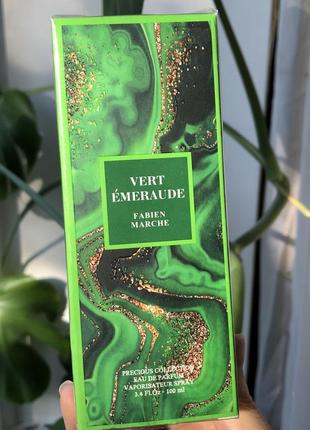 VERT
ÉMERAUDE
FABIEN
MARCHE
PRECIOUS COLLECTION
EAU DE PARFUM
VAPORISATEUR SPRAY
3.4 FL.OZ - 100 ml